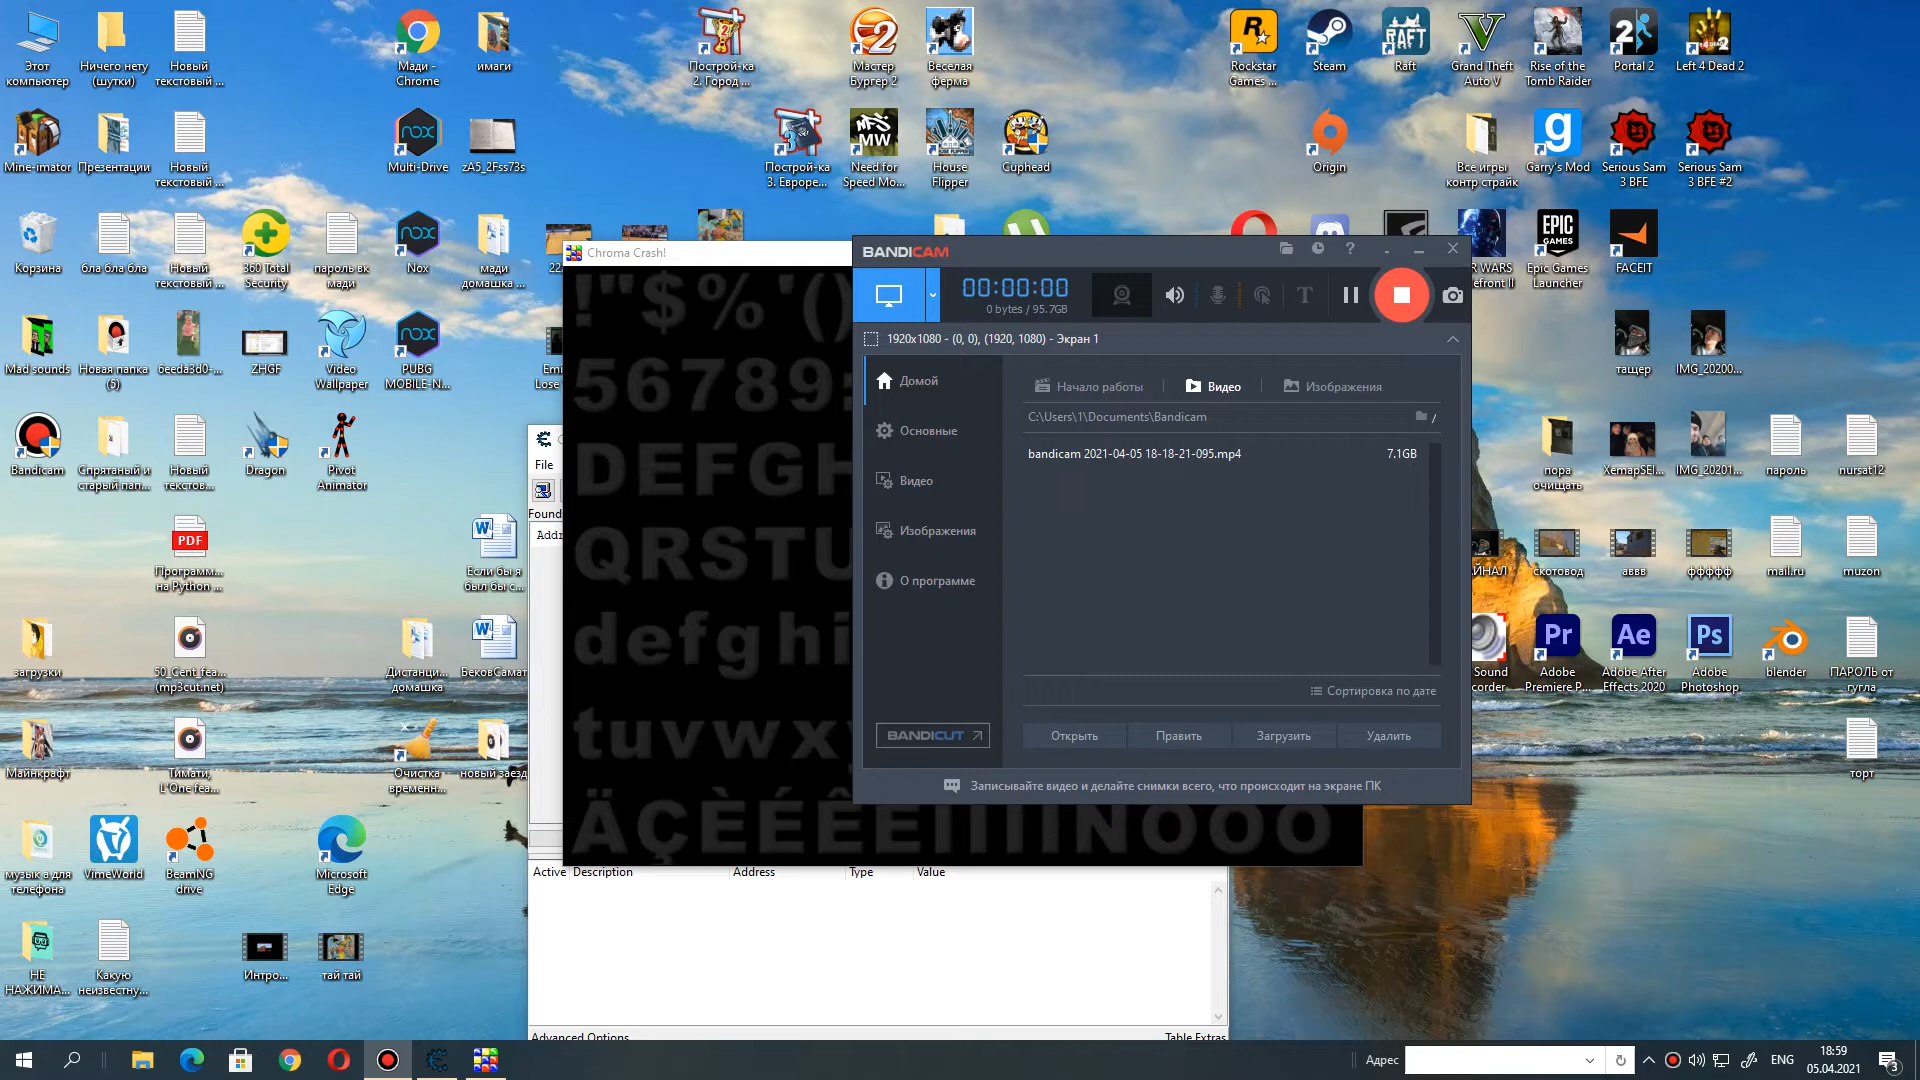 Этот
компьютер
Ничего нету
(шутки)
Новый
текстовый ...
Мади -
Chrome
имаги
Построй-ка
2. Город ...
Мастер
Бургер 2
Веселая
ферма
Rockstar
Games ...
Steam
Raft
Grand Theft
Auto V
Rise of the
Tomb Raider
Portal 2
Left 4 Dead 2
Mine-imator
Презентации
Новый
текстовый ...
Multi-Drive
zA5_2Fss73s
Построй-ка
3. Европе...
Need for
Speed Mo...
House
Flipper
Cuphead
Origin
Все игры
контр страйк
Garry's Mod
Serious Sam
3 BFE
Serious Sam
3 BFE #2
Корзина
бла бла бла
Новый
текстовый ...
360 Total
Security
пароль вк
мади
Nox
мади
домашка ...
Epic Games
Launcher
FACEIT
Mad sounds
Новая папка
(5)
6eeda3d0-...
ZHGF
Video
Wallpaper
PUBG
MOBILE-N...
тащер
IMG_20200...
Bandicam
Спрятаный и
старый пап...
Новый
текстов...
Dragon
Pivot
Animator
пора
очищать
XemapSEI...
IMG_20201...
пароль
nursat12
PDF
Программ...
на Python ...
Если бы я
был бы с...
скотовод
аввв
ффффф
mail.ru
muzon
загрузки
50_Cent_fea...
(mp3cut.net)
Дистанци...
домашка
БековСамат
Adobe
Premiere P...
Adobe After
Effects 2020
Adobe
Photoshop
blender
ПАРОЛЬ от
гугла
Майнкрафт
Тимати,
L'One fea...
Очистка
временн...
новый заезд
торт
музык а для
телефона
VimeWorld
BeamNG
drive
Microsoft
Edge
НЕ
НАЖИМА...
Какую
неизвестну...
Интро...
тай тай
Chroma Crash!
!"$%'()
56789:
DEFGH
QRSTU
defghi
tuvwxy
File
Found
Active Description Address Type Value
Advanced Options
Table Extras
BANDICAM
00:00:00
0 bytes / 95.7GB
1920x1080 - (0, 0), (1920, 1080) - Экран 1
Домой
Основные
Видео
Изображения
О программе
BANDICUT
Начало работы
Видео
Изображения
C:\Users\1\Documents\Bandicam
bandicam 2021-04-05 18-18-21-095.mp4 7.1GB
Сортировка по дате
Открыть Править Загрузить Удалить
Записывайте видео и делайте снимки всего, что происходит на экране ПК
Адрес
ENG
18:59
05.04.2021
3